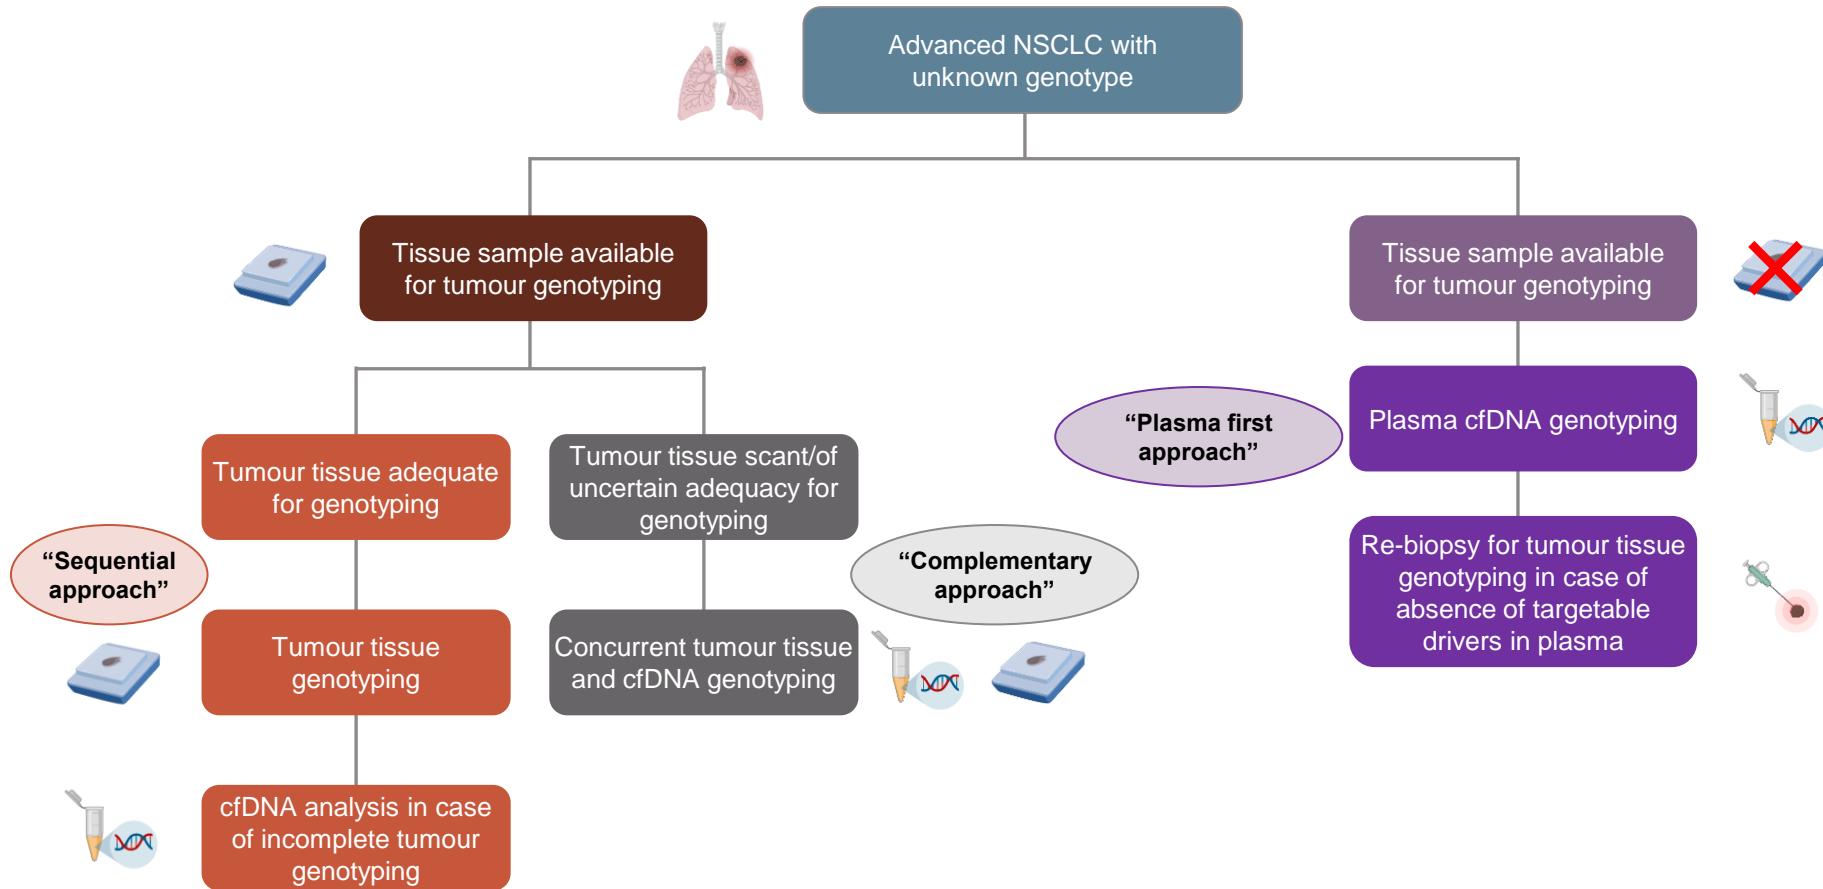 Advanced NSCLC with
unknown genotype
Tissue sample available
for tumour genotyping
Tissue sample available
for tumour genotyping
Tumour tissue adequate
for genotyping
Tumour tissue scant/of
uncertain adequacy for
genotyping
“Plasma first
approach”
Plasma cfDNA genotyping
“Sequential
approach”
“Complementary
approach”
Re-biopsy for tumour tissue
genotyping in case of
absence of targetable
drivers in plasma
Tumour tissue
genotyping
Concurrent tumour tissue
and cfDNA genotyping
cfDNA analysis in case
of incomplete tumour
genotyping